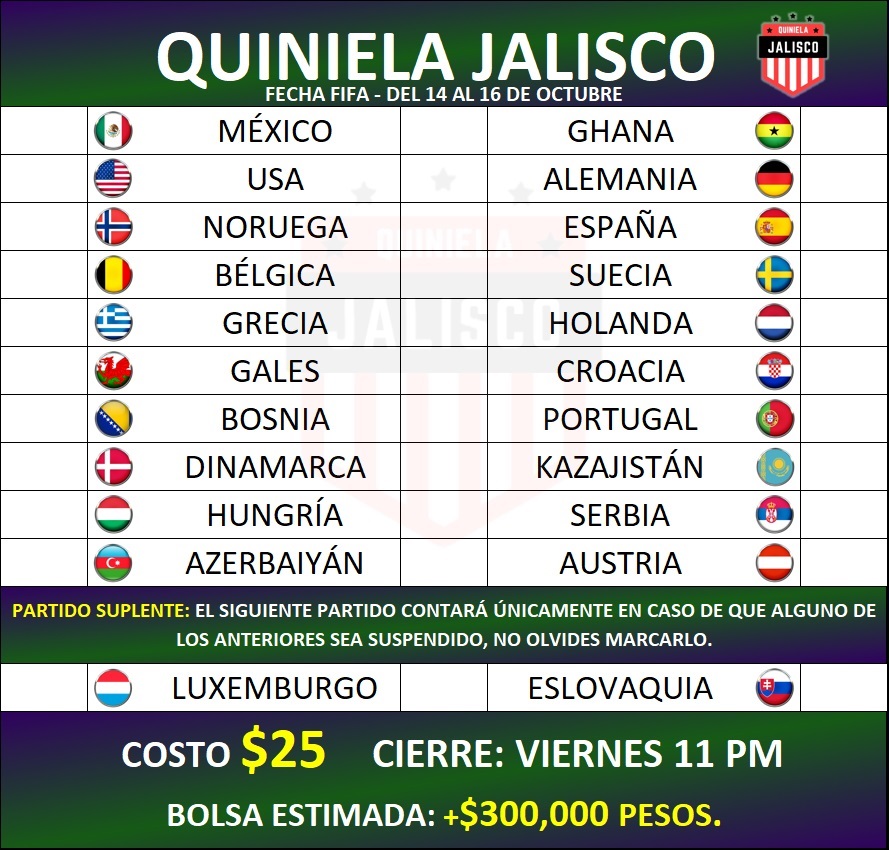 QUINIELA JALISCO
QUINIELA
JALISCO
FECHA FIFA - DEL 14 AL 16 DE OCTUBRE
MÉXICO GHANA
USA ALEMANIA
NORUEGA ESPAÑA
QUINIELA
BÉLGICA SUECIA
GRECIA HOLANDA
JALISCO
GALES CROACIA
BOSNIA PORTUGAL
DINAMARCA KAZAJISTÁN
HUNGRÍA SERBIA
AZERBAIYÁN AUSTRIA
PARTIDO SUPLENTE: EL SIGUIENTE PARTIDO CONTARÁ ÚNICAMENTE EN CASO DE QUE ALGUNO DE
LOS ANTERIORES SEA SUSPENDIDO, NO OLVIDES MARCARLO.
LUXEMBURGO ESLOVAQUIA
COSTO $25 CIERRE: VIERNES 11 PM
BOLSA ESTIMADA: +$300,000 PESOS.